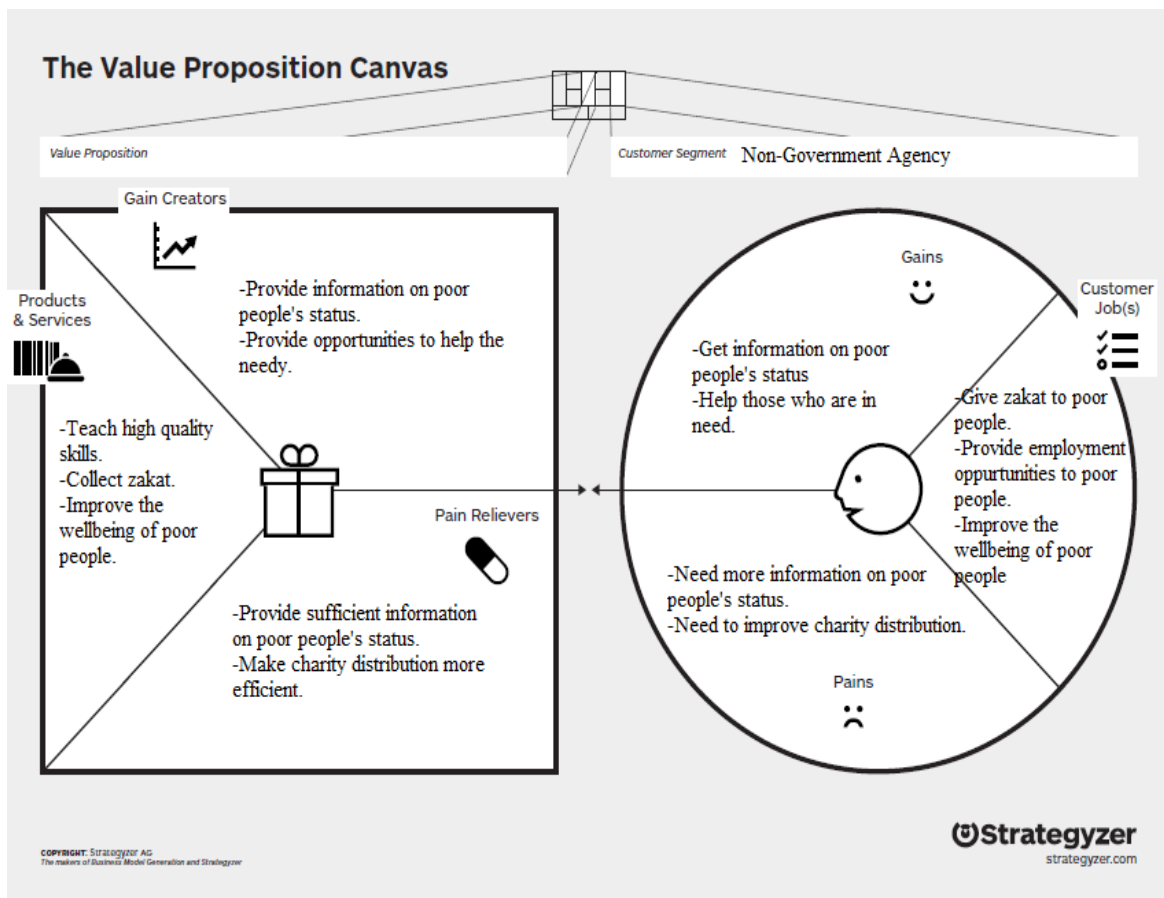 The Value Proposition Canvas
Value Proposition
Customer Segment Non-Government Agency
Gain Creators
-Provide information on poor
people's status.
-Provide opportunities to help the
needy.
Products
& Services
-Teach high quality
skills.
-Collect zakat.
-Improve the
wellbeing of poor
people.
Pain Relievers
-Provide sufficient information
on poor people's status.
-Make charity distribution more
efficient.
Gains
-Get information on poor
people's status
-Help those who are in
need.
Customer
Job(s)
-Give zakat to poor
people.
-Provide employment
oppurtunities to poor
people.
-Improve the
wellbeing of poor
people
-Need more information on poor
people's status.
-Need to improve charity distribution.
Pains
COPYRIGHT: Strategyzer AG
The makers of Business Model Generation and Strategyzer
Strategyzer
strategyzer.com